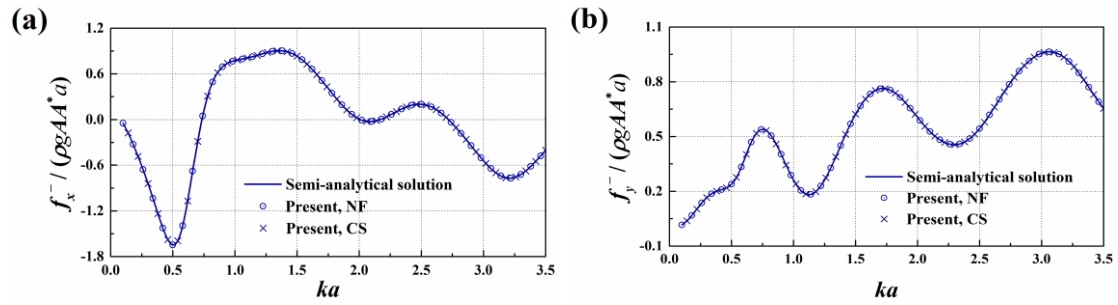 (a)
1.2
0.6
0.0
-0.6
-1.2
-1.8
f_x^- / (ρgAA*a)
Semi-analytical solution
Present, NF
Present, CS
0.0 0.5 1.0 1.5 2.0 2.5 3.0 3.5
ka
(b)
1.1
0.8
0.5
0.2
-0.1
f_y^- / (ρgAA*a)
Semi-analytical solution
Present, NF
Present, CS
0.0 0.5 1.0 1.5 2.0 2.5 3.0 3.5
ka